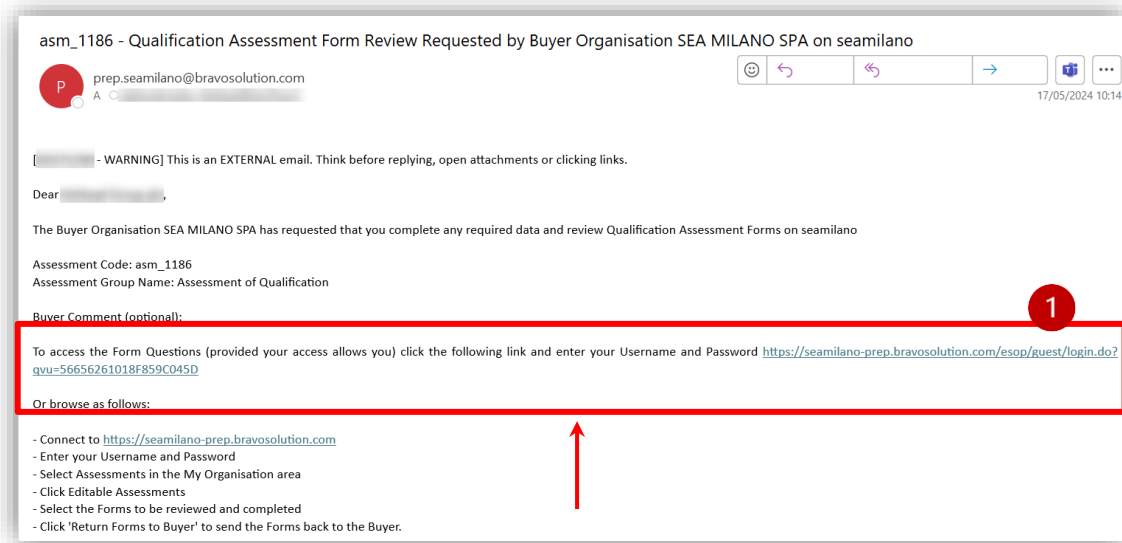 asm_1186 - Qualification Assessment Form Review Requested by Buyer Organisation SEA MILANO SPA on seamilano
P
prep.seamilano@bravosolution.com
A
17/05/2024 10:14
[ - WARNING] This is an EXTERNAL email. Think before replying, open attachments or clicking links.
Dear ,
The Buyer Organisation SEA MILANO SPA has requested that you complete any required data and review Qualification Assessment Forms on seamilano
Assessment Code: asm_1186
Assessment Group Name: Assessment of Qualification
Buyer Comment (optional):
1
To access the Form Questions (provided your access allows you) click the following link and enter your Username and Password https://seamilano-prep.bravosolution.com/esop/guest/login.do?
qvu=56656261018F859C045D
Or browse as follows:
- Connect to https://seamilano-prep.bravosolution.com
- Enter your Username and Password
- Select Assessments in the My Organisation area
- Click Editable Assessments
- Select the Forms to be reviewed and completed
- Click 'Return Forms to Buyer' to send the Forms back to the Buyer.